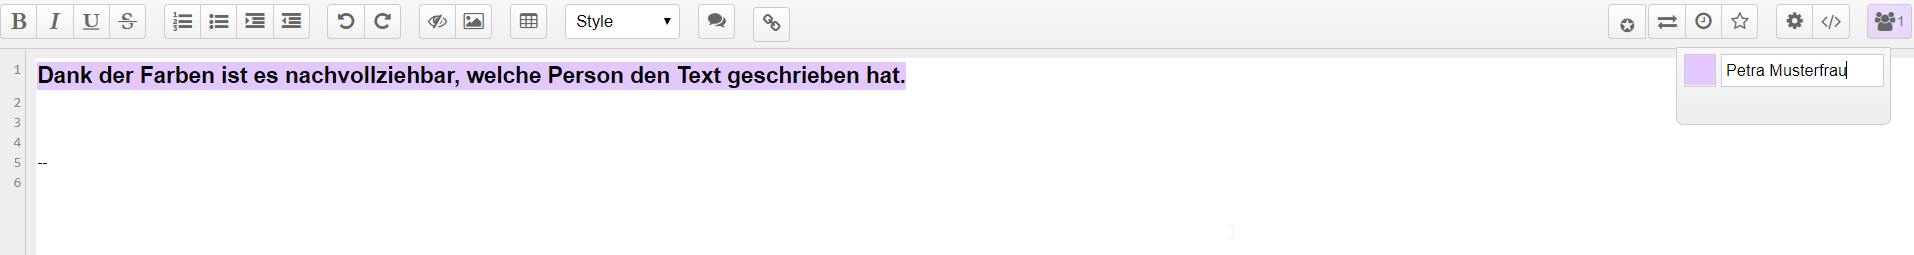 B I U S Style 1
1 Dank der Farben ist es nachvollziehbar, welche Person den Text geschrieben hat.
Petra Musterfrau
2
3
4
5 --
6